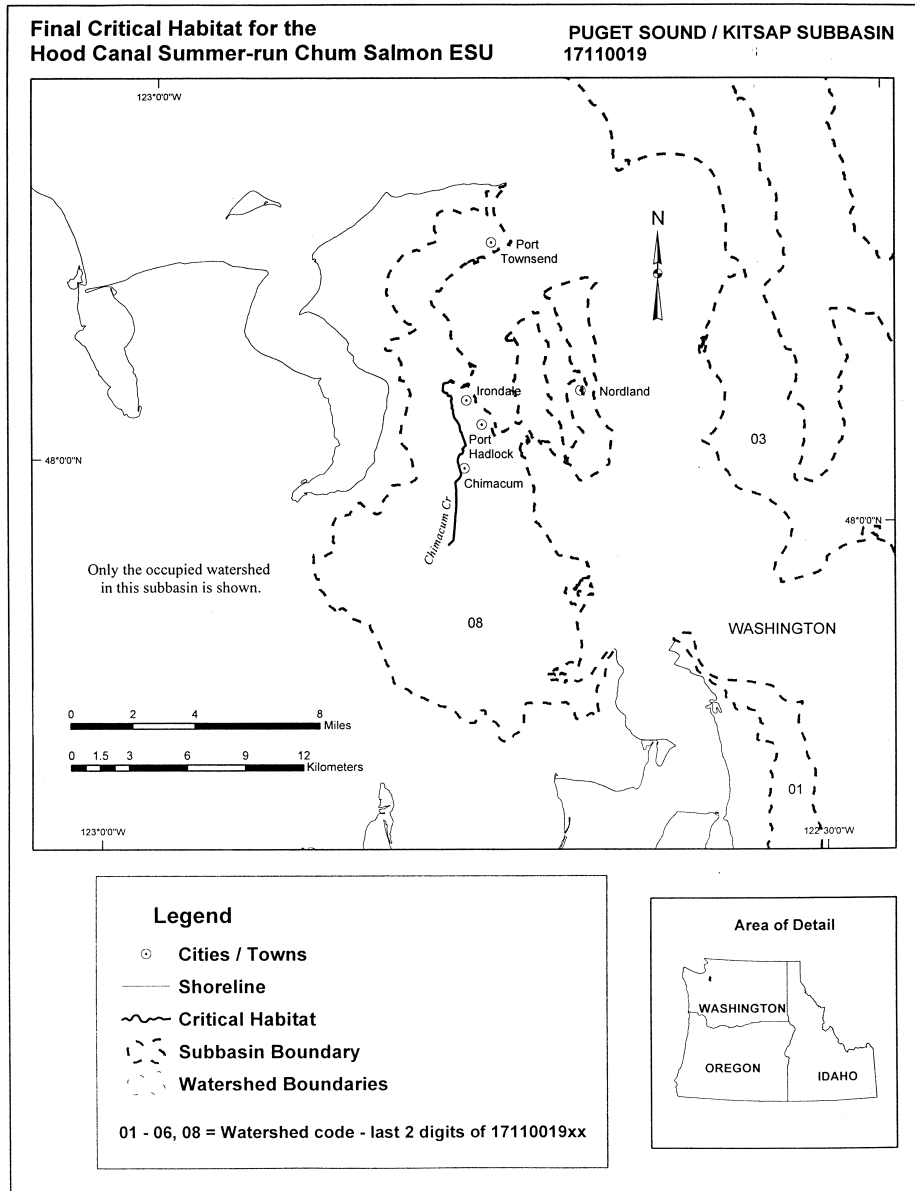 Final Critical Habitat for the
Hood Canal Summer-run Chum Salmon ESU
PUGET SOUND / KITSAP SUBBASIN
17110019
123°0'0"W
N
Port
Townsend
Irondale
Nordland
Port
Hadlock
Chimacum
Chimacum Cr
03
48°0'0"N
48°0'0"N
Only the occupied watershed
in this subbasin is shown.
08
WASHINGTON
0 2 4 8
Miles
0 1.5 3 6 9 12
Kilometers
01
123°0'0"W
122°30'0"W
Legend
Cities / Towns
Shoreline
Critical Habitat
Subbasin Boundary
Watershed Boundaries
01 - 06, 08 = Watershed code - last 2 digits of 17110019xx
Area of Detail
WASHINGTON
OREGON
IDAHO